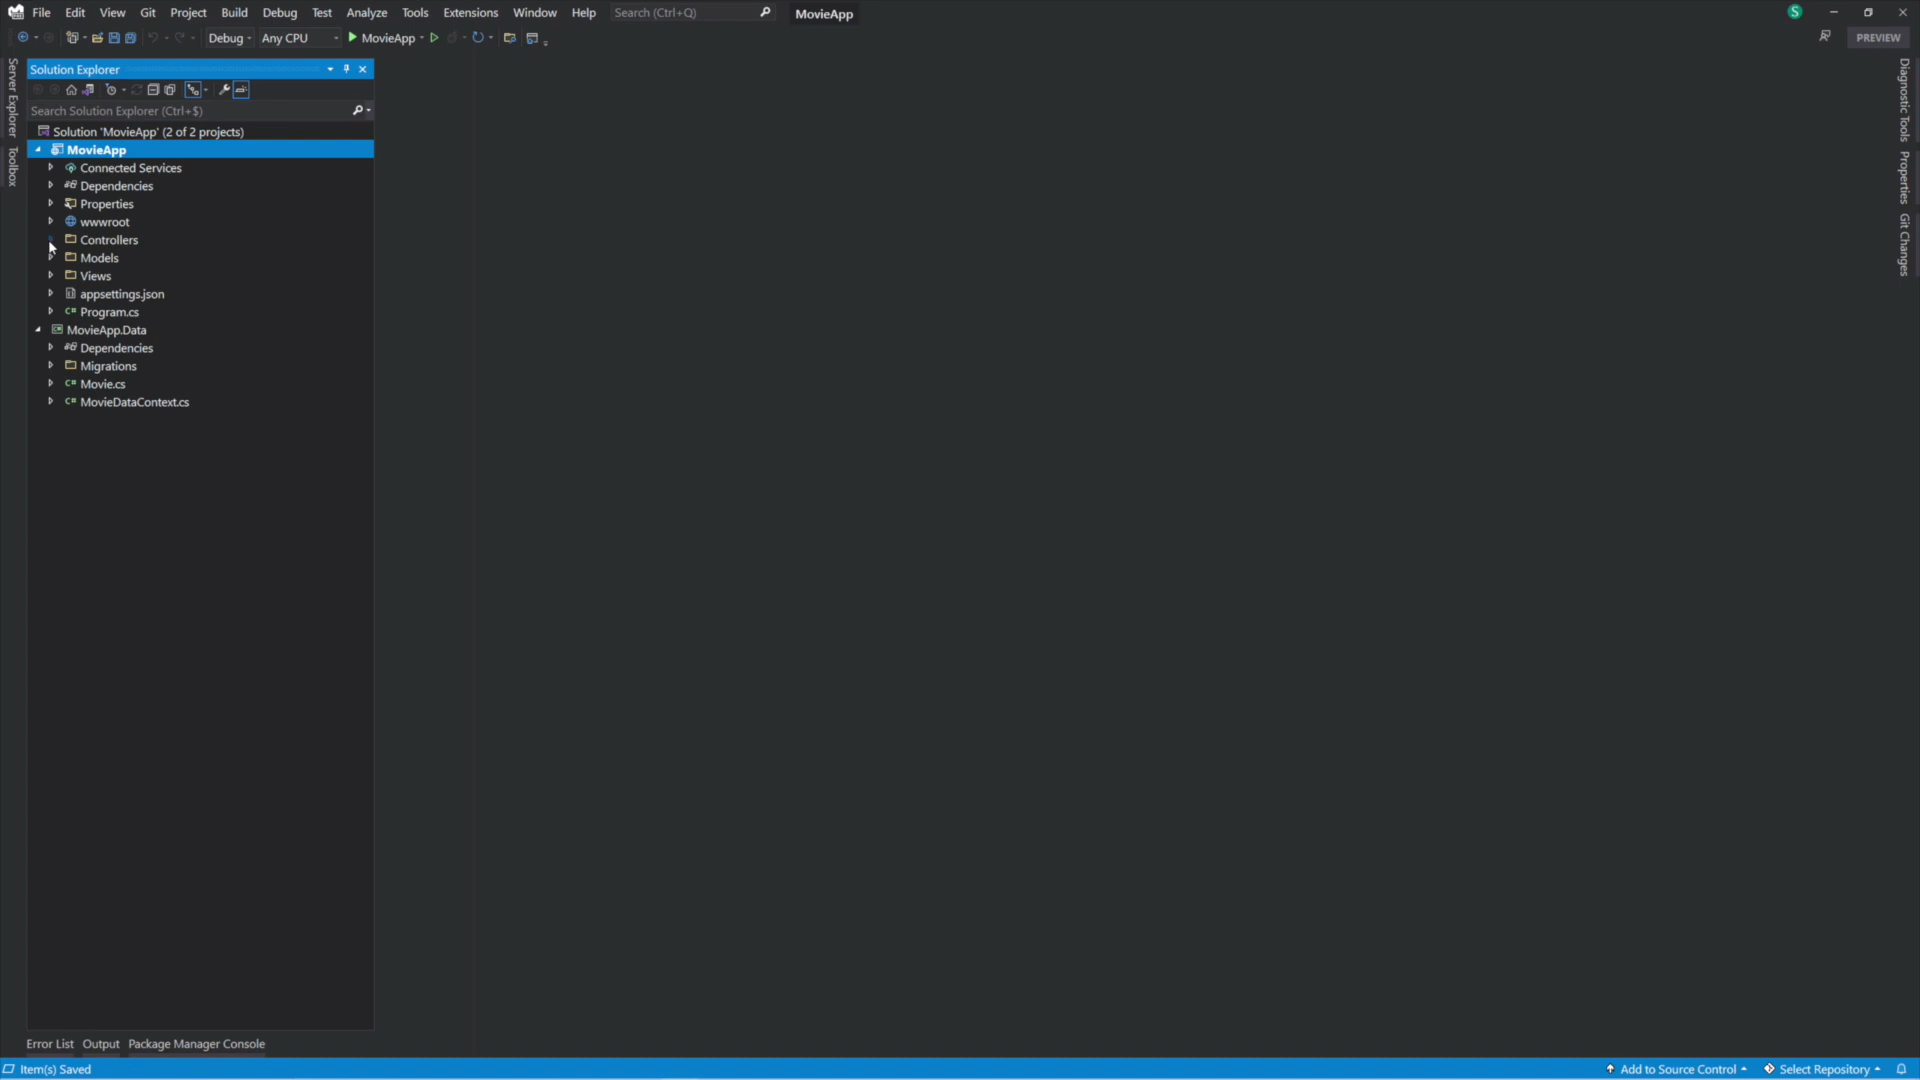 File Edit View Git Project Build Debug Test Analyze Tools Extensions Window Help Search (Ctrl+Q) MovieApp S
Debug Any CPU MovieApp PREVIEW
Server Explorer
Toolbox
Solution Explorer
Search Solution Explorer (Ctrl+$)
Solution 'MovieApp' (2 of 2 projects)
MovieApp
Connected Services
Dependencies
Properties
wwwroot
Controllers
Models
Views
appsettings.json
C# Program.cs
C# MovieApp.Data
Dependencies
Migrations
C# Movie.cs
C# MovieDataContext.cs
Diagnostic Tools
Properties
Git Changes
Error List Output Package Manager Console
Item(s) Saved Add to Source Control Select Repository